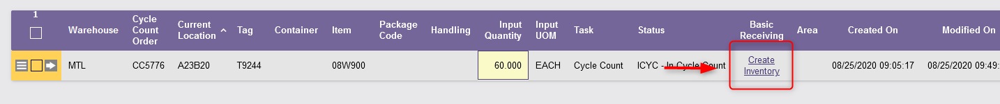 1
Warehouse
Cycle
Count
Order
Current
Location
Tag
Container
Item
Package
Code
Handling
Input
Quantity
Input
UOM
Task
Status
Basic
Receiving
Area
Created On
Modified On
MTL
CC5776
A23B20
T9244
08W900
60.000
EACH
Cycle Count
ICYC - In Cycle Count
Create
Inventory
08/25/2020 09:05:17
08/25/2020 09:49: